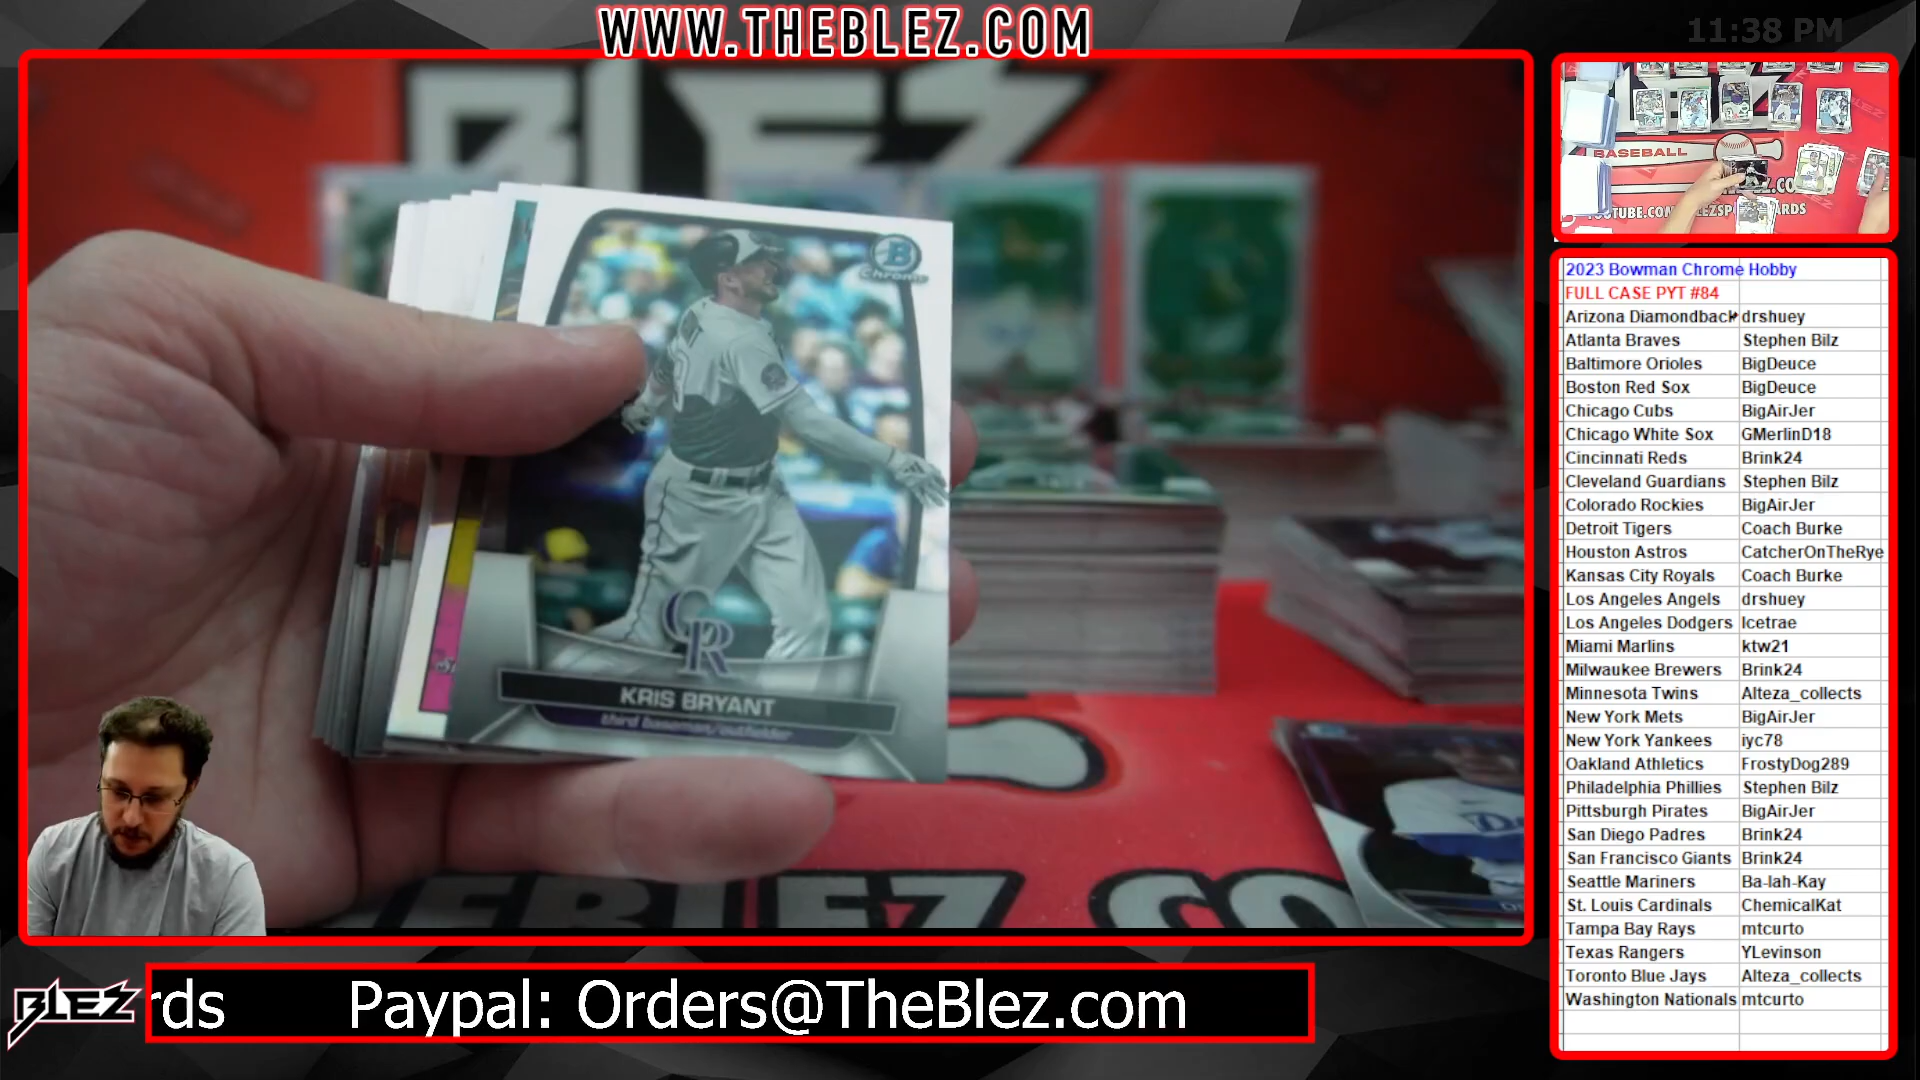 WWW.THEBLEZ.COM
11:38 PM
BLEZ
B
Chrome
CR
KRIS BRYANT
third baseman/outfielder
BASEBALL
2023 Bowman Chrome Hobby
FULL CASE PYT #84
Arizona Diamondback drshuey
Atlanta Braves Stephen Bilz
Baltimore Orioles BigDeuce
Boston Red Sox BigDeuce
Chicago Cubs BigAirJer
Chicago White Sox GMerlinD18
Cincinnati Reds Brink24
Cleveland Guardians Stephen Bilz
Colorado Rockies BigAirJer
Detroit Tigers Coach Burke
Houston Astros CatcherOnTheRye
Kansas City Royals Coach Burke
Los Angeles Angels drshuey
Los Angeles Dodgers Icetrae
Miami Marlins ktw21
Milwaukee Brewers Brink24
Minnesota Twins Alteza_collects
New York Mets BigAirJer
New York Yankees iyc78
Oakland Athletics FrostyDog289
Philadelphia Phillies Stephen Bilz
Pittsburgh Pirates BigAirJer
San Diego Padres Brink24
San Francisco Giants Brink24
Seattle Mariners Ba-lah-Kay
St. Louis Cardinals ChemicalKat
Tampa Bay Rays mtcurto
Texas Rangers YLevinson
Toronto Blue Jays Alteza_collects
Washington Nationals mtcurto
BLEZ
rds Paypal: Orders@TheBlez.com